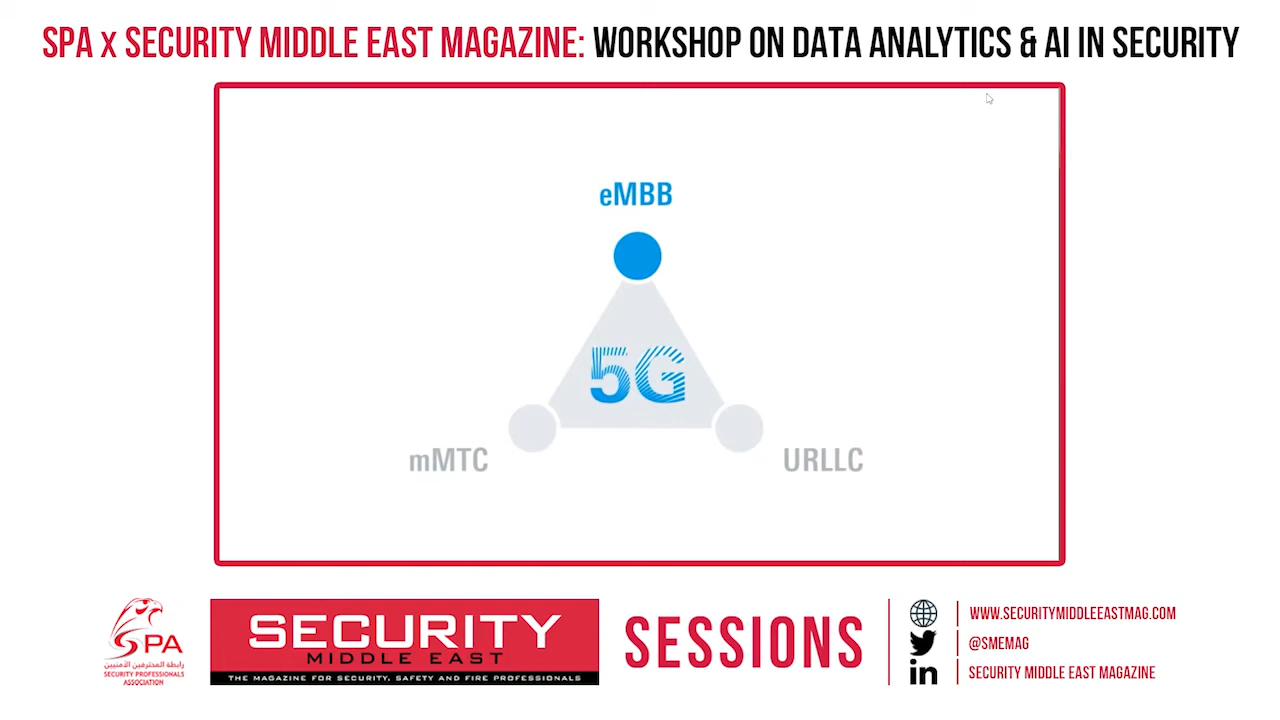 SPA x SECURITY MIDDLE EAST MAGAZINE: WORKSHOP ON DATA ANALYTICS & AI IN SECURITY
eMBB
5G
mMTC
URLLC
SPA
رابطة المحترفين الأمنيين
SECURITY PROFESSIONALS
ASSOCIATION
SECURITY
MIDDLE EAST
THE MAGAZINE FOR SECURITY, SAFETY AND FIRE PROFESSIONALS
SESSIONS
WWW.SECURITYMIDDLEEASTMAG.COM
@SMEMAG
in
SECURITY MIDDLE EAST MAGAZINE